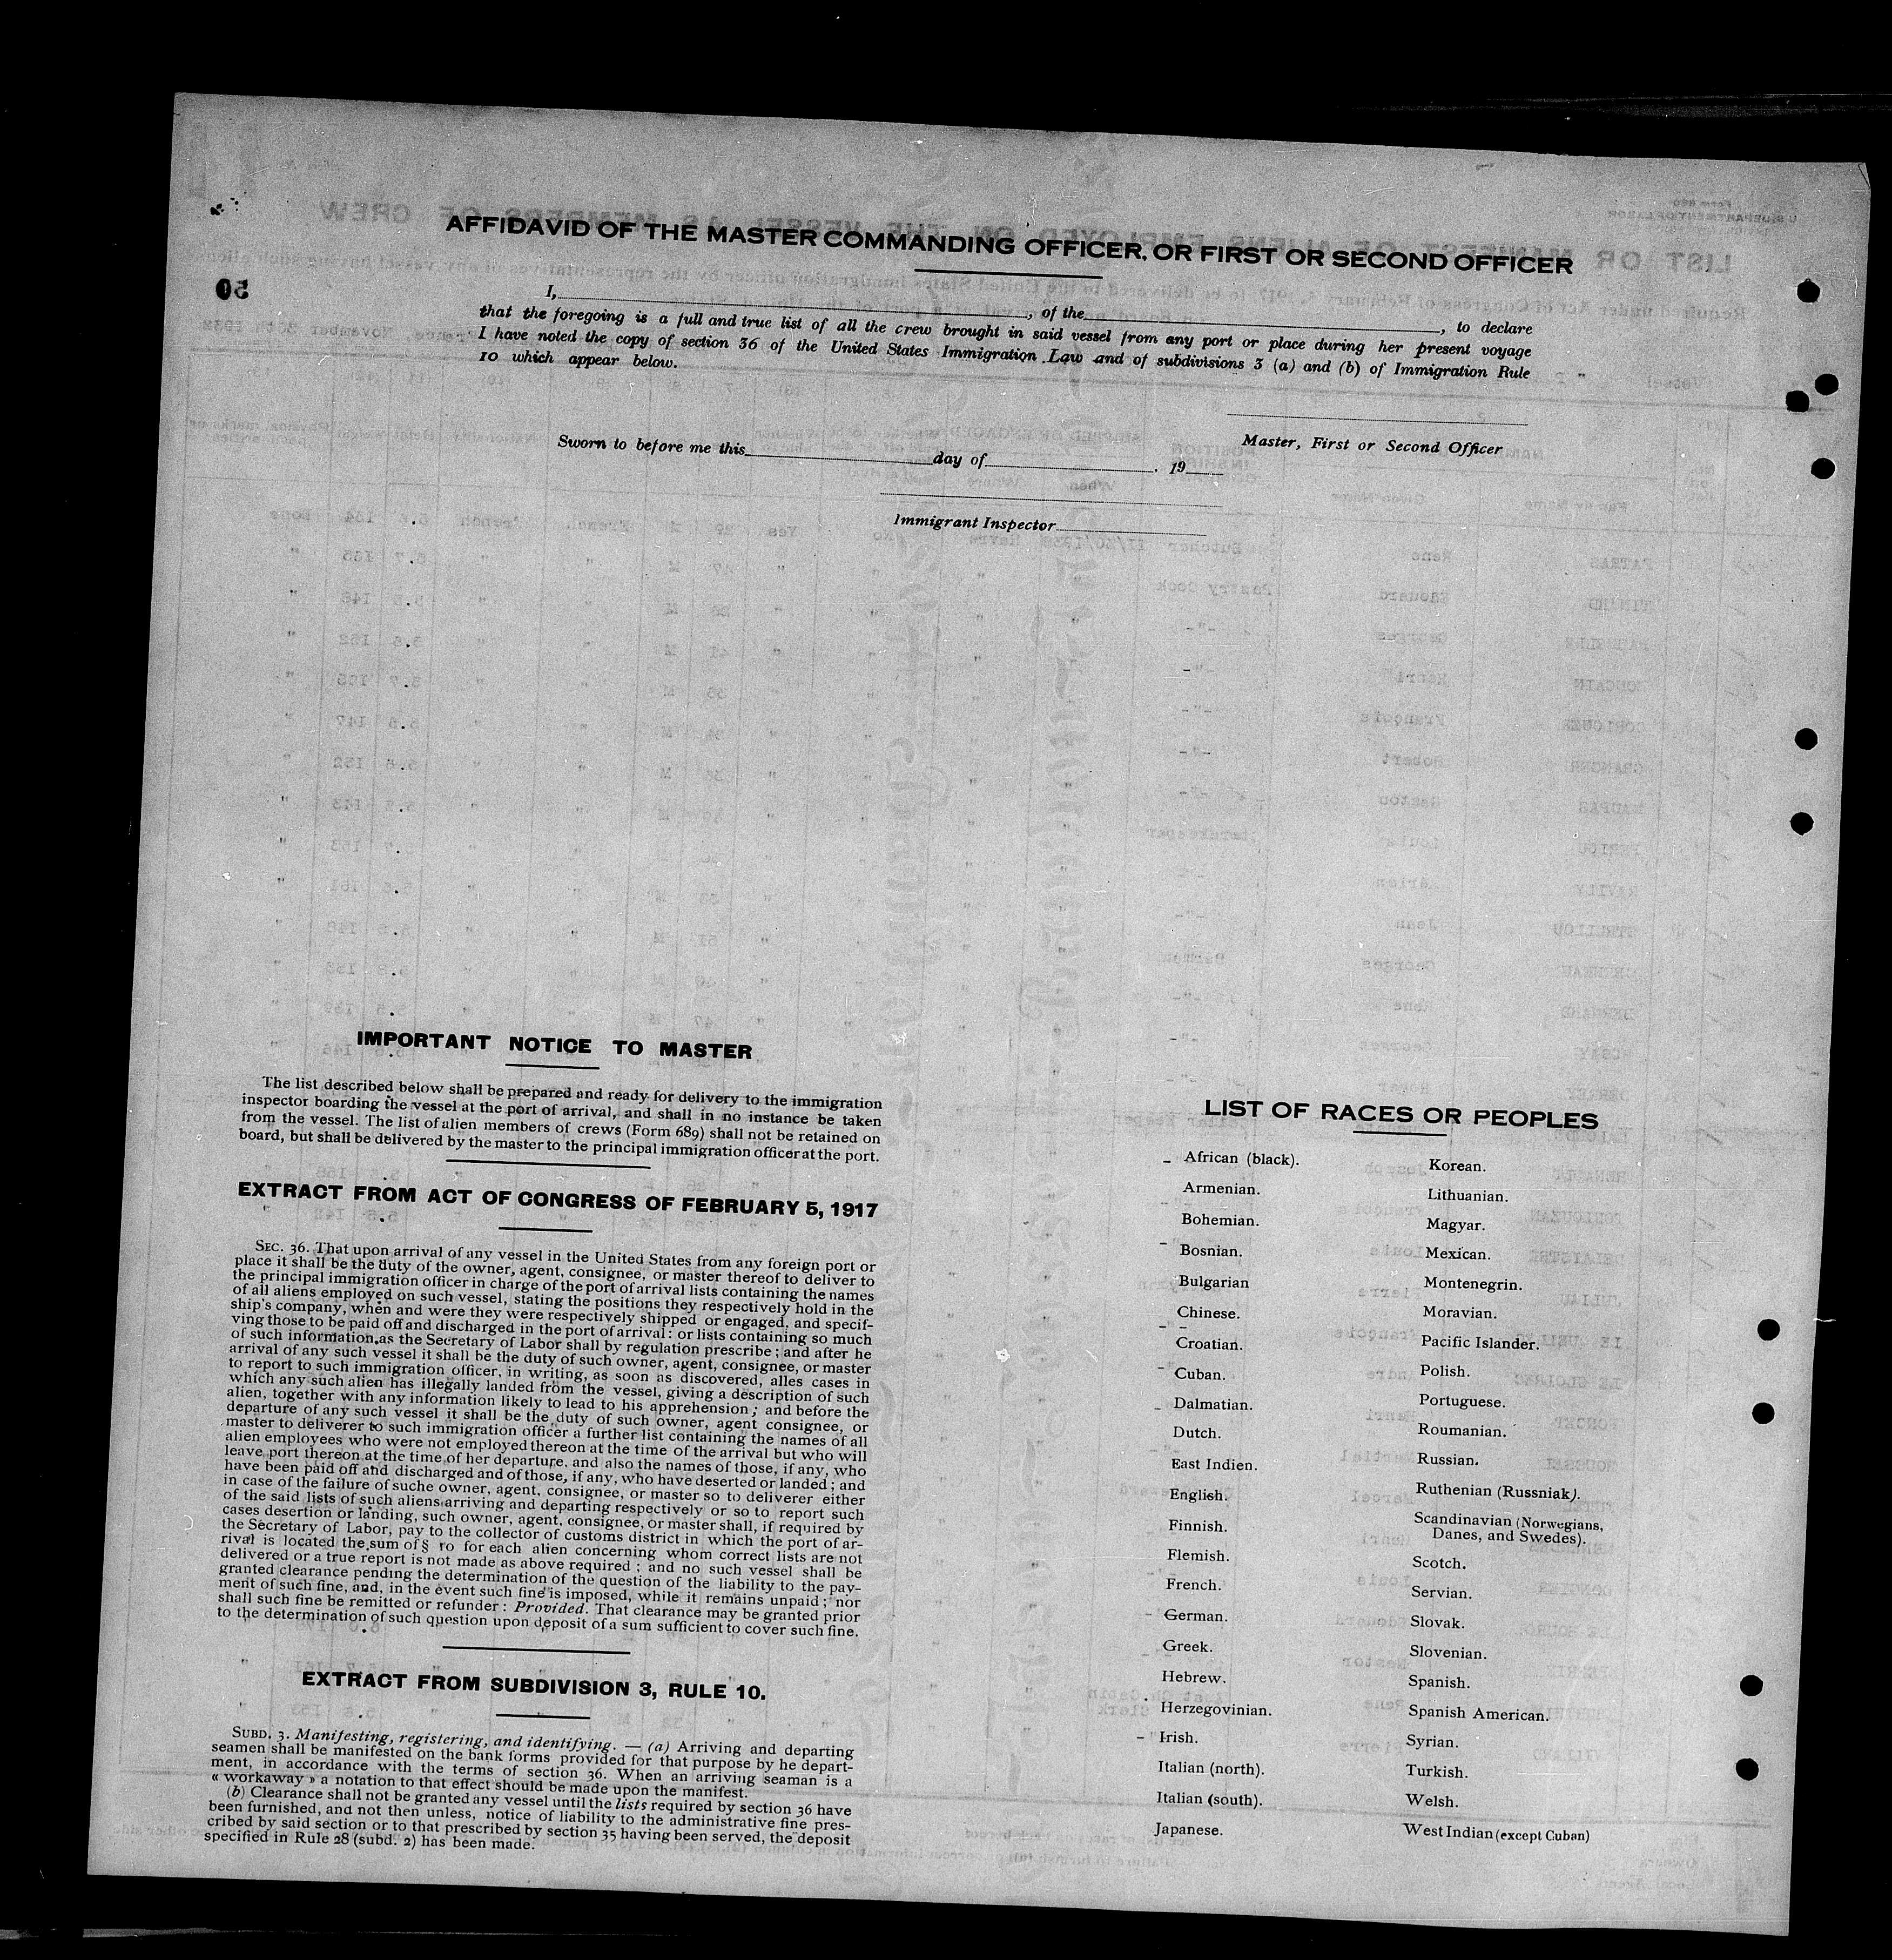 AFFIDAVID OF THE MASTER COMMANDING OFFICER, OR FIRST OR SECOND OFFICER
50
I, , of the , to declare
that the foregoing is a full and true list of all the crew brought in said vessel from any port or place during her present voyage
I have noted the copy of section 36 of the United States Immigration Law and of subdivisions 3 (a) and (b) of Immigration Rule
10 which appear below.
Master, First or Second Officer
Sworn to before me this day of . 19
Immigrant Inspector
IMPORTANT NOTICE TO MASTER
The list described below shall be prepared and ready for delivery to the immigration
inspector boarding the vessel at the port of arrival, and shall in no instance be taken
from the vessel. The list of alien members of crews (Form 689) shall not be retained on
board, but shall be delivered by the master to the principal immigration officer at the port.
EXTRACT FROM ACT OF CONGRESS OF FEBRUARY 5, 1917
SEC. 36. That upon arrival of any vessel in the United States from any foreign port or
place it shall be the duty of the owner, agent, consignee, or master thereof to deliver to
the principal immigration officer in charge of the port of arrival lists containing the names
of all aliens employed on such vessel, stating the positions they respectively hold in the
ship's company, when and were they were respectively shipped or engaged, and specif-
ving those to be paid off and discharged in the port of arrival: or lists containing so much
of such information as the Secretary of Labor shall by regulation prescribe; and after he
arrival of any such vessel it shall be the duty of such owner, agent, consignee, or master
to report to such immigration officer, in writing, as soon as discovered, alles cases in
which any such alien has illegally landed from the vessel, giving a description of such
alien, together with any information likely to lead to his apprehension; and before the
departure of any such vessel it shall be the duty of such owner, agent consignee, or
master to deliverer to such immigration officer a further list containing the names of all
alien employees who were not employed thereon at the time of the arrival but who will
leave port thereon at the time of her departure, and also the names of those, if any, who
have been paid off and discharged and of those, if any, who have deserted or landed; and
in case of the failure of suche owner, agent, consignee, or master so to deliverer either
of the said lists of such aliens arriving and departing respectively or so to report such
cases desertion or landing, such owner, agent, consignee, or master shall, if required by
the Secretary of Labor, pay to the collector of customs district in which the port of ar-
rival is located the sum of § 10 for each alien concerning whom correct lists are not
delivered or a true report is not made as above required; and no such vessel shall be
granted clearance pending the determination of the question of the liability to the pay-
ment of such fine, and, in the event such fine is imposed, while it remains unpaid; nor
shall such fine be remitted or refunder: Provided. That clearance may be granted prior
to the determination of such question upon deposit of a sum sufficient to cover such fine.
EXTRACT FROM SUBDIVISION 3, RULE 10.
SUBD. 3. Manifesting, registering, and identifying. — (a) Arriving and departing
seamen shall be manifested on the bank forms provided for that purpose by he depart-
ment, in accordance with the terms of section 36. When an arriving seaman is a
« workaway » a notation to that effect should be made upon the manifest.
(b) Clearance shall not be granted any vessel until the lists required by section 36 have
been furnished, and not then unless, notice of liability to the administrative fine pres-
cribed by said section or to that prescribed by section 35 having been served, the deposit
specified in Rule 28 (subd. 2) has been made.
LIST OF RACES OR PEOPLES
African (black).
Armenian.
Bohemian.
Bosnian.
Bulgarian
Chinese.
Croatian.
Cuban.
Dalmatian.
Dutch.
East Indien.
English.
Finnish.
Flemish.
French.
German.
Greek.
Hebrew.
Herzegovinian.
Irish.
Italian (north).
Italian (south).
Japanese.
Korean.
Lithuanian.
Magyar.
Mexican.
Montenegrin.
Moravian.
Pacific Islander.
Polish.
Portuguese.
Roumanian.
Russian.
Ruthenian (Russniak).
Scandinavian (Norwegians,
Danes, and Swedes).
Scotch.
Servian.
Slovak.
Slovenian.
Spanish.
Spanish American.
Syrian.
Turkish.
Welsh.
West Indian (except Cuban)